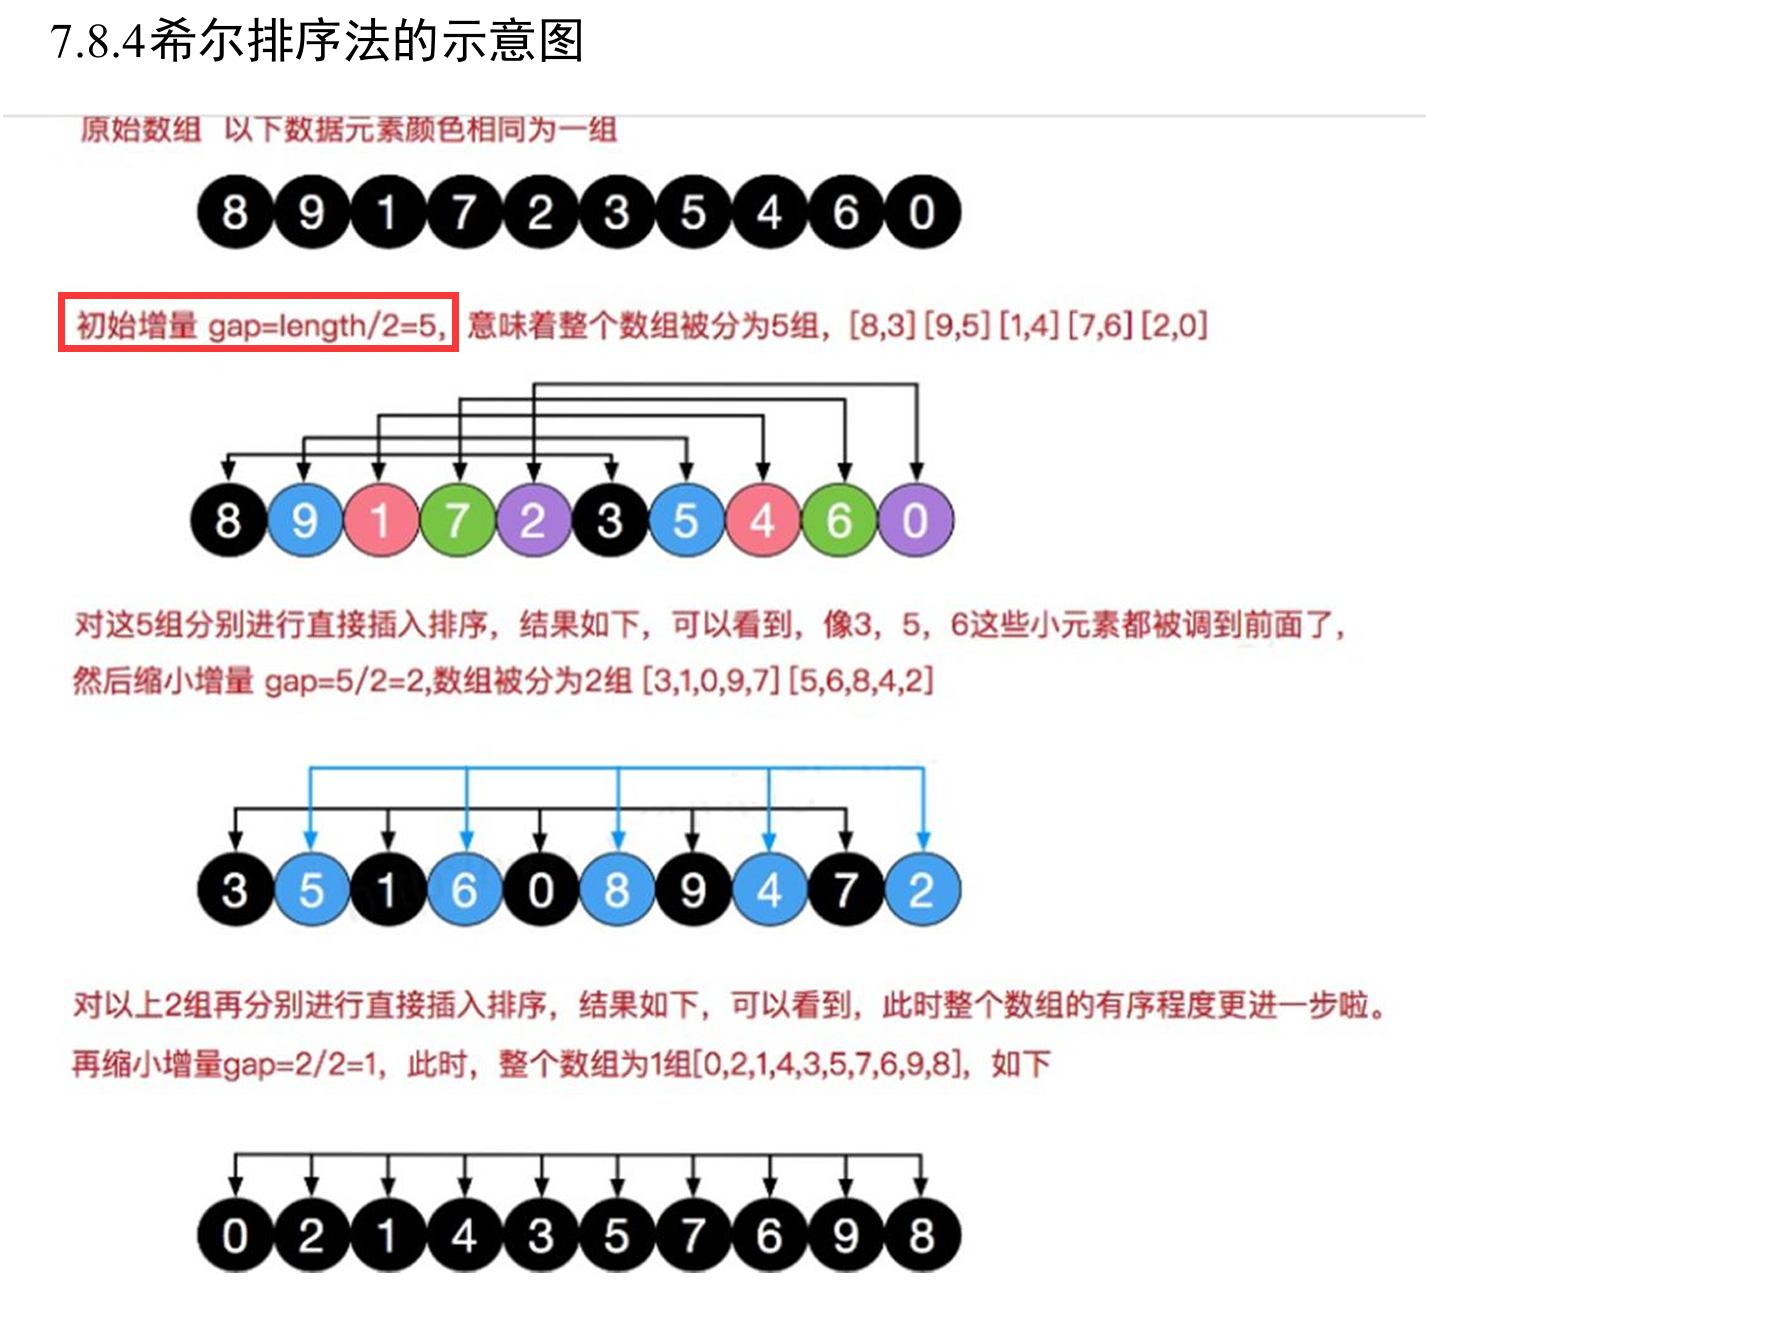 7.8.4希尔排序法的示意图
原始数组 以下数据元素颜色相同为一组
8 9 1 7 2 3 5 4 6 0
初始增量 gap=length/2=5, 意味着整个数组被分为5组，[8,3] [9,5] [1,4] [7,6] [2,0]
8 9 1 7 2 3 5 4 6 0
对这5组分别进行直接插入排序，结果如下，可以看到，像3，5，6这些小元素都被调到前面了，
然后缩小增量 gap=5/2=2,数组被分为2组 [3,1,0,9,7] [5,6,8,4,2]
3 5 1 6 0 8 9 4 7 2
对以上2组再分别进行直接插入排序，结果如下，可以看到，此时整个数组的有序程度更进一步啦。
再缩小增量gap=2/2=1，此时，整个数组为1组[0,2,1,4,3,5,7,6,9,8]，如下
0 2 1 4 3 5 7 6 9 8